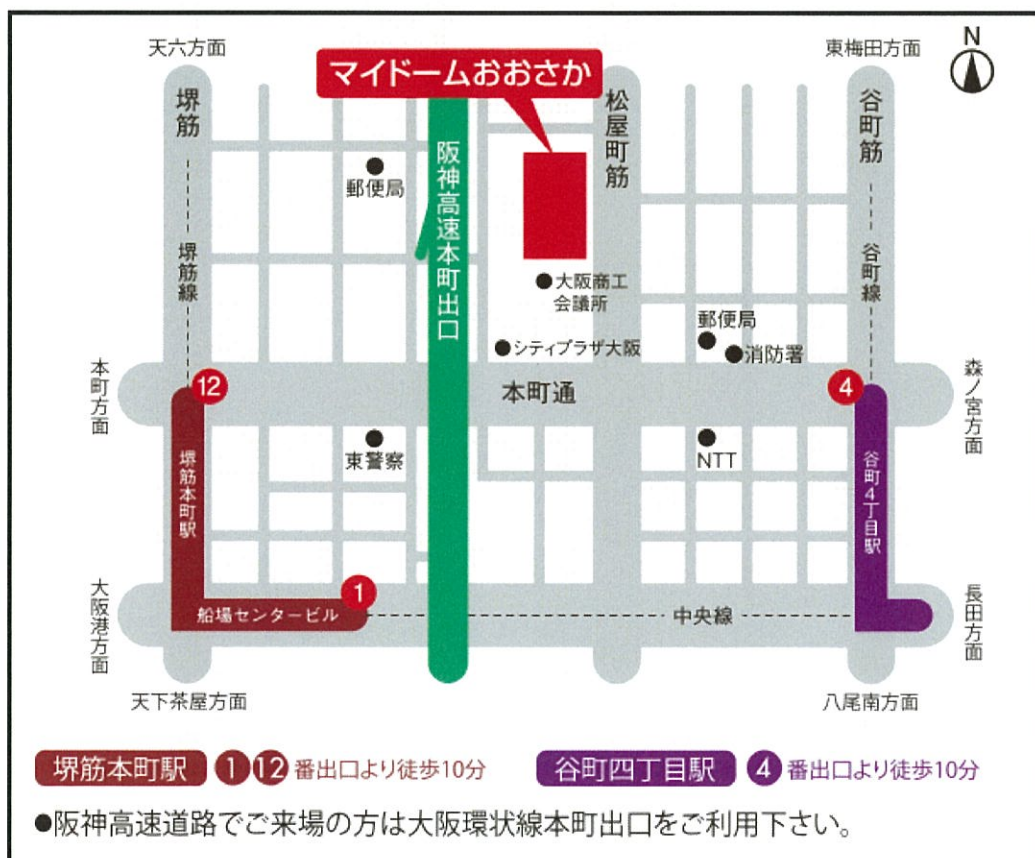 天六方面
東梅田方面
N
マイドームおおさか
堺筋
松屋町筋
谷町筋
阪神高速本町出口
郵便局
堺筋線
谷町線
大阪商工
会議所
郵便局
シティプラザ大阪
消防署
本町方面
12
本町通
4
森ノ宮方面
東警察
NTT
堺筋本町駅
谷町4丁目駅
大阪港方面
1
船場センタービル
中央線
長田方面
天下茶屋方面
八尾南方面
堺筋本町駅 1 12 番出口より徒歩10分
谷町四丁目駅 4 番出口より徒歩10分
●阪神高速道路でご来場の方は大阪環状線本町出口をご利用下さい。